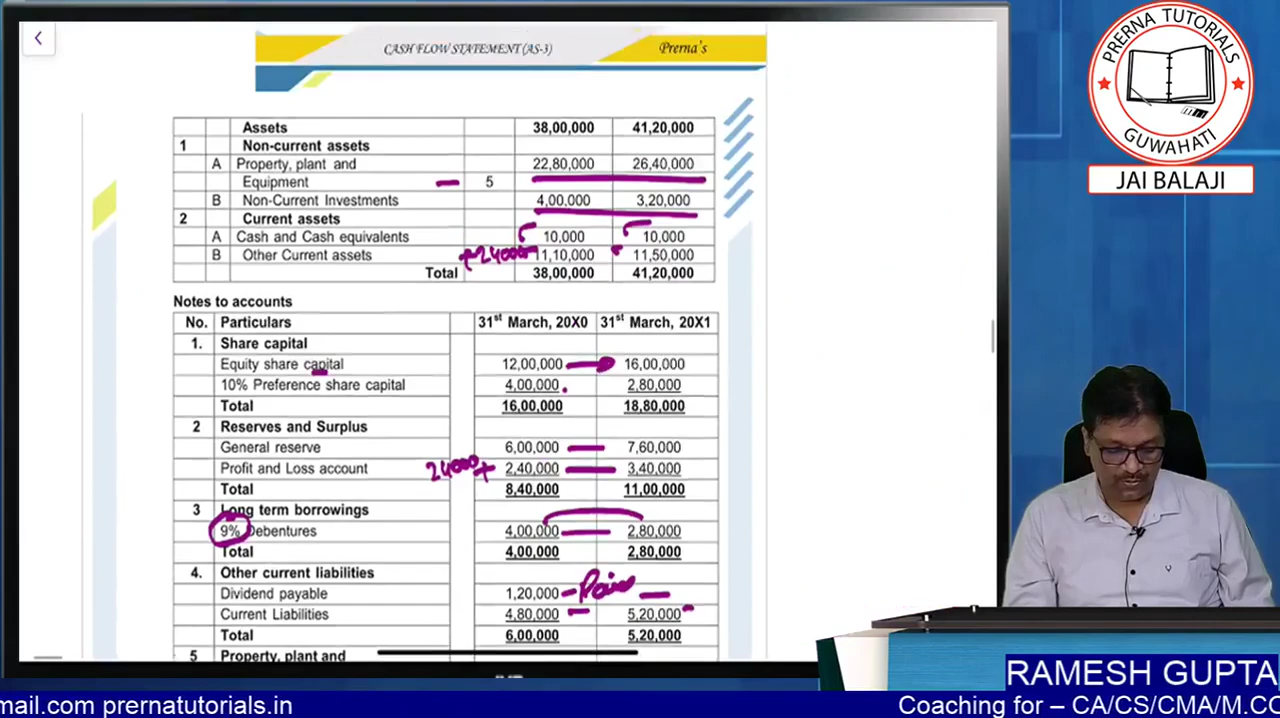 CASH FLOW STATEMENT (AS-3) Prerna's
Assets 38,00,000 41,20,000
1 Non-current assets
A Property, plant and 22,80,000 26,40,000
Equipment 5
B Non-Current Investments 4,00,000 3,20,000
2 Current assets
A Cash and Cash equivalents 10,000 10,000
B Other Current assets +24000 11,10,000 11,50,000
Total 38,00,000 41,20,000
Notes to accounts
No. Particulars 31st March, 20X0 31st March, 20X1
1. Share capital
Equity share capital 12,00,000 16,00,000
10% Preference share capital 4,00,000 2,80,000
Total 16,00,000 18,80,000
2 Reserves and Surplus
General reserve 6,00,000 7,60,000
Profit and Loss account 24000+ 2,40,000 3,40,000
Total 8,40,000 11,00,000
3 Long term borrowings
9% Debentures 4,00,000 2,80,000
Total 4,00,000 2,80,000
4. Other current liabilities
Dividend payable 1,20,000 -
Current Liabilities 4,80,000 5,20,000
Total 6,00,000 5,20,000
5 Property, plant and
PRERNA TUTORIALS
GUWAHATI
JAI BALAJI
RAMESH GUPTA
mail.com prernatutorials.in Coaching for – CA/CS/CMA/M.CO